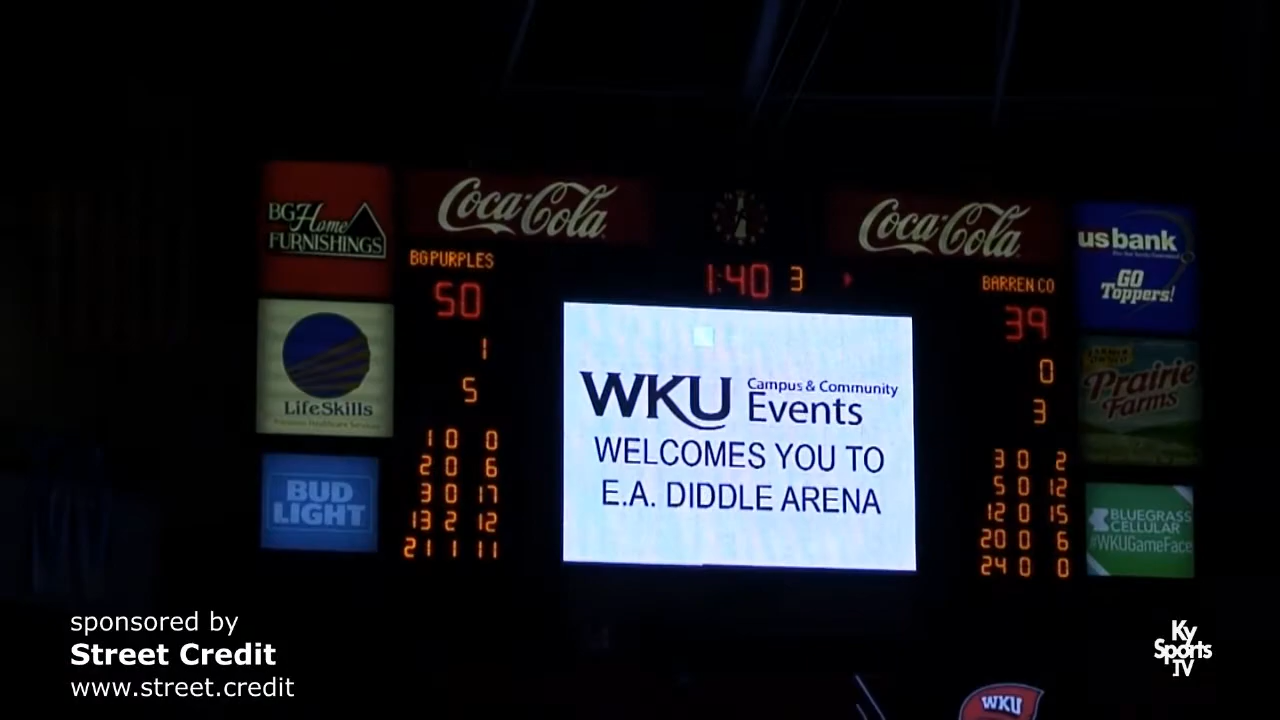 BG Home
FURNISHINGS
Coca-Cola
Coca-Cola
usbank
GO
Toppers!
BG PURPLES
1:40 3
BARREN CO
50
39
1
0
5
3
LifeSkills
Prairie
Farms
WKU Campus & Community
Events
WELCOMES YOU TO
E.A. DIDDLE ARENA
1 0 0
2 0 6
3 0 17
13 2 12
21 1 11
3 0 2
5 0 12
12 0 15
20 0 6
24 0 0
BUD
LIGHT
BLUEGRASS
CELLULAR
#WKUGameFace
sponsored by
Street Credit
www.street.credit
Ky
Sports
TV
WKU